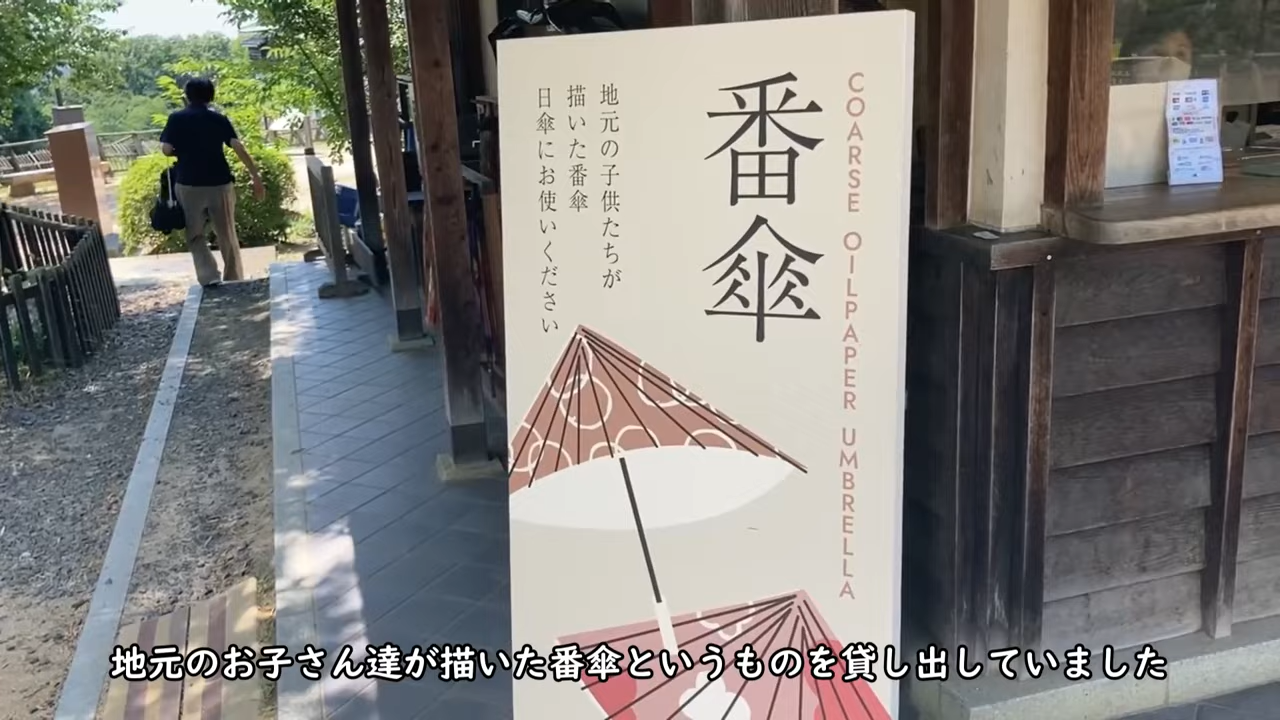 番傘
COARSE OILPAPER UMBRELLA
地元の子供たちが
描いた番傘
日傘にお使いください
地元のお子さん達が描いた番傘というものを貸し出していました